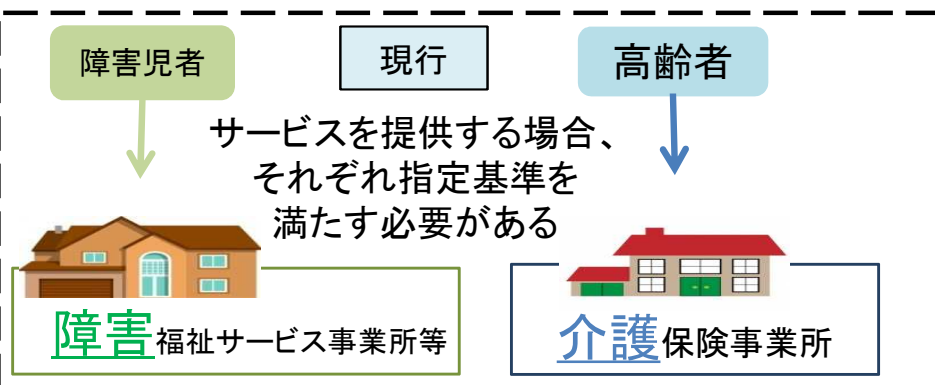 障害児者
現行
高齢者
サービスを提供する場合、
それぞれ指定基準を
満たす必要がある
障害福祉サービス事業所等
介護保険事業所